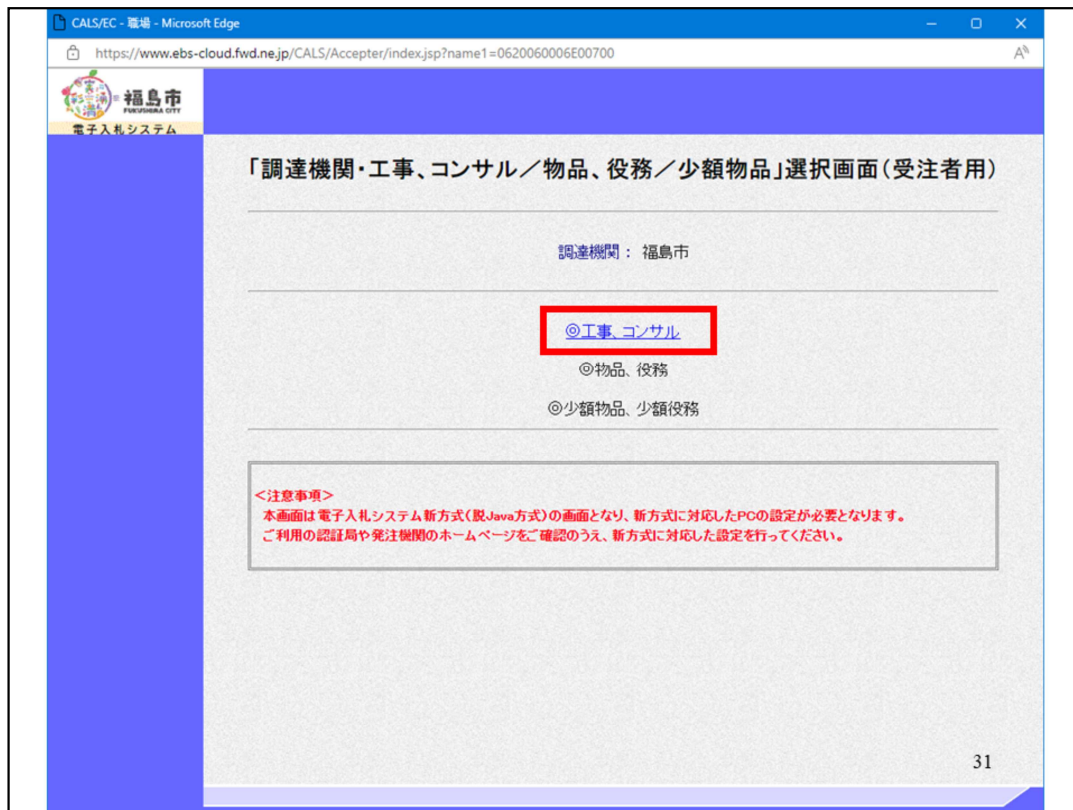 CALS/EC - 職場 - Microsoft Edge
https://www.ebs-cloud.fwd.ne.jp/CALS/Accepter/index.jsp?name1=0620060006E00700
福島市
FUKUSHIMA CITY
電子入札システム
「調達機関・工事、コンサル／物品、役務／少額物品」選択画面（受注者用）
調達機関： 福島市
◎工事、コンサル
◎物品、役務
◎少額物品、少額役務
＜注意事項＞
本画面は電子入札システム新方式（脱Java方式）の画面となり、新方式に対応したPCの設定が必要となります。
ご利用の認証局や発注機関のホームページをご確認のうえ、新方式に対応した設定を行ってください。
31